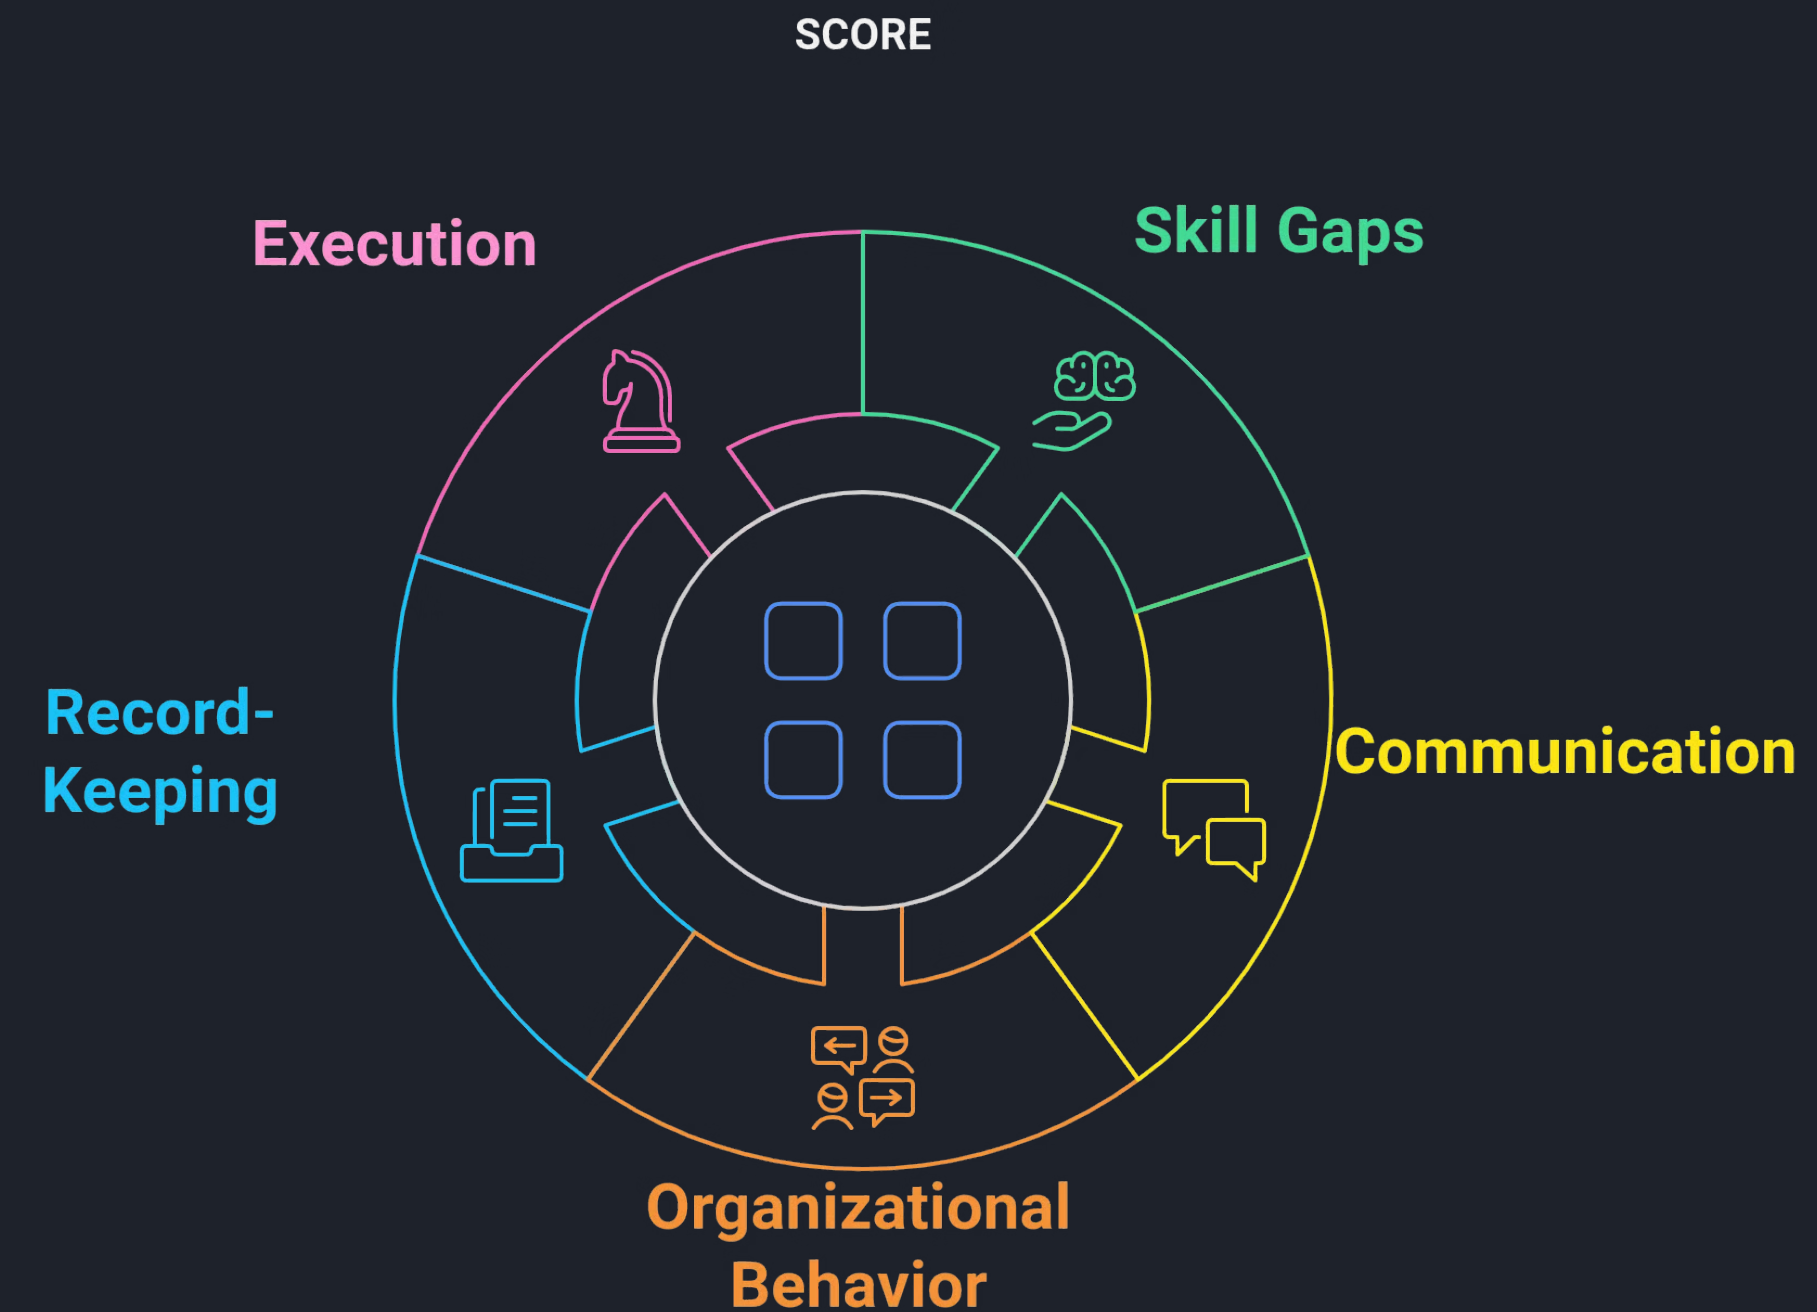 SCORE
Execution
Skill Gaps
Record-
Keeping
Communication
Organizational
Behavior